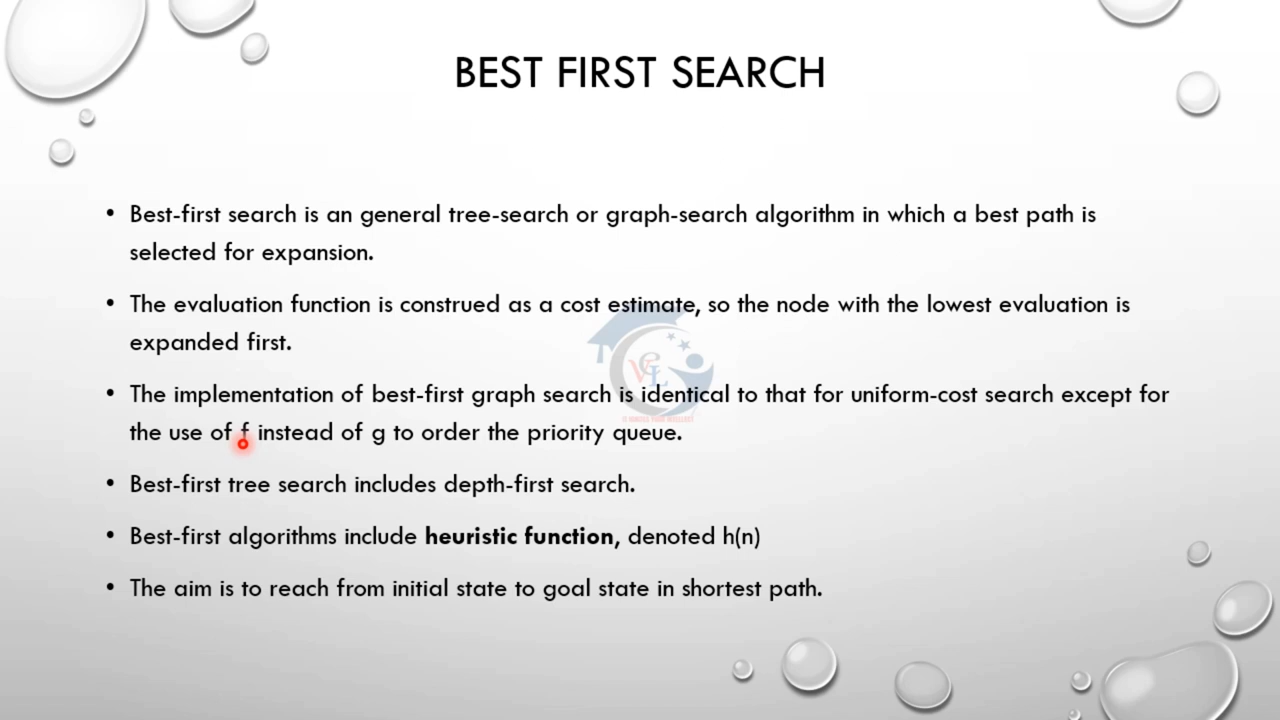 BEST FIRST SEARCH
• Best-first search is an general tree-search or graph-search algorithm in which a best path is
selected for expansion.
• The evaluation function is construed as a cost estimate, so the node with the lowest evaluation is
expanded first.
• The implementation of best-first graph search is identical to that for uniform-cost search except for
the use of f instead of g to order the priority queue.
• Best-first tree search includes depth-first search.
• Best-first algorithms include heuristic function, denoted h(n)
• The aim is to reach from initial state to goal state in shortest path.